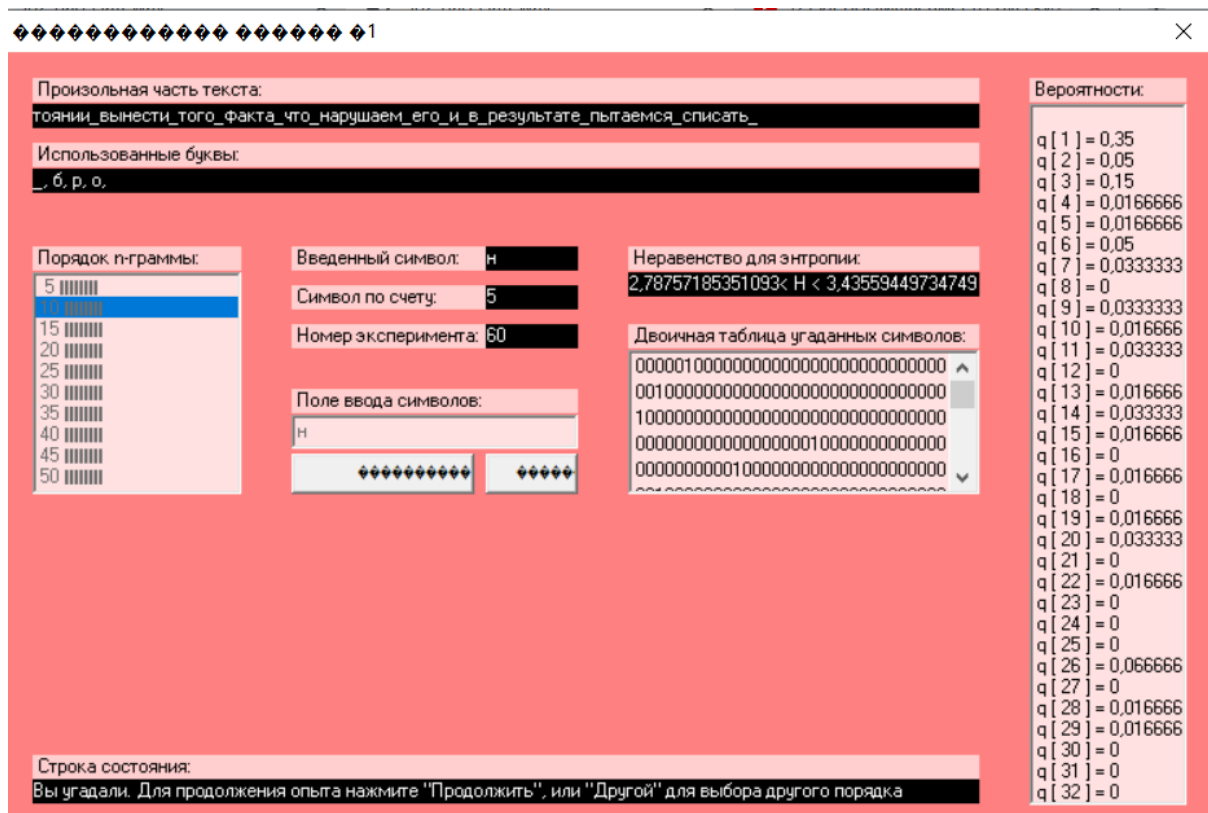 ������������� ������ �1
Произольная часть текста:
тоянии_вынести_того_факта_что_нарушаем_его_и_в_результате_пытаемся_списать_
Использованные буквы:
_, б, р, о,
Порядок n-граммы:
5 ||||||||
10 ||||||||
15 ||||||||
20 ||||||||
25 ||||||||
30 ||||||||
35 ||||||||
40 ||||||||
45 ||||||||
50 ||||||||
Введенный символ: н
Символ по счету: 5
Номер эксперимента: 60
Поле ввода символов:
н
����������� �����
Неравенство для энтропии:
2,78757185351093< H < 3,43559449734749
Двоичная таблица угаданных символов:
00000100000000000000000000000000
00100000000000000000000000000000
10000000000000000000000000000000
00000000000000000010000000000000
00000000001000000000000000000000
Вероятности:
q [ 1 ] = 0,35
q [ 2 ] = 0,05
q [ 3 ] = 0,15
q [ 4 ] = 0,0166666
q [ 5 ] = 0,0166666
q [ 6 ] = 0,05
q [ 7 ] = 0,0333333
q [ 8 ] = 0
q [ 9 ] = 0,0333333
q [ 10 ] = 0,016666
q [ 11 ] = 0,033333
q [ 12 ] = 0
q [ 13 ] = 0,016666
q [ 14 ] = 0,033333
q [ 15 ] = 0,016666
q [ 16 ] = 0
q [ 17 ] = 0,016666
q [ 18 ] = 0
q [ 19 ] = 0,016666
q [ 20 ] = 0,033333
q [ 21 ] = 0
q [ 22 ] = 0,016666
q [ 23 ] = 0
q [ 24 ] = 0
q [ 25 ] = 0
q [ 26 ] = 0,066666
q [ 27 ] = 0
q [ 28 ] = 0,016666
q [ 29 ] = 0,016666
q [ 30 ] = 0
q [ 31 ] = 0
q [ 32 ] = 0
Строка состояния:
Вы угадали. Для продолжения опыта нажмите "Продолжить", или "Другой" для выбора другого порядка